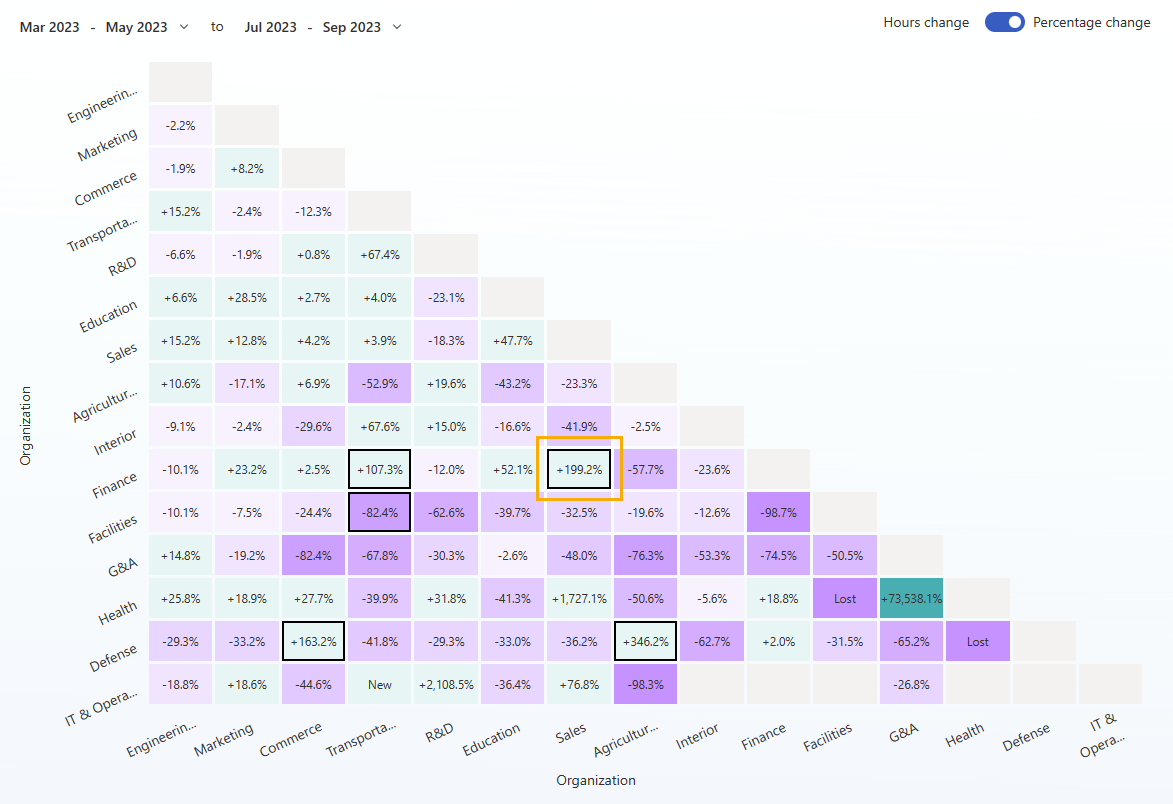 Mar 2023 - May 2023 to Jul 2023 - Sep 2023 Hours change Percentage change
Engineerin...
Marketing -2.2%
Commerce -1.9% +8.2%
Transporta... +15.2% -2.4% -12.3%
R&D -6.6% -1.9% +0.8% +67.4%
Education +6.6% +28.5% +2.7% +4.0% -23.1%
Sales +15.2% +12.8% +4.2% +3.9% -18.3% +47.7%
Agricultur... +10.6% -17.1% +6.9% -52.9% +19.6% -43.2% -23.3%
Interior -9.1% -2.4% -29.6% +67.6% +15.0% -16.6% -41.9% -2.5%
Finance -10.1% +23.2% +2.5% +107.3% -12.0% +52.1% +199.2% -57.7% -23.6%
Facilities -10.1% -7.5% -24.4% -82.4% -62.6% -39.7% -32.5% -19.6% -12.6% -98.7%
G&A +14.8% -19.2% -82.4% -67.8% -30.3% -2.6% -48.0% -76.3% -53.3% -74.5% -50.5%
Health +25.8% +18.9% +27.7% -39.9% +31.8% -41.3% +1,727.1% -50.6% -5.6% +18.8% Lost +73,538.1%
Defense -29.3% -33.2% +163.2% -41.8% -29.3% -33.0% -36.2% +346.2% -62.7% +2.0% -31.5% -65.2% Lost
IT & Opera... -18.8% +18.6% -44.6% New +2,108.5% -36.4% +76.8% -98.3% -26.8%
Organization
Engineerin... Marketing Commerce Transporta... R&D Education Sales Agricultur... Interior Finance Facilities G&A Health Defense IT & Opera...
Organization